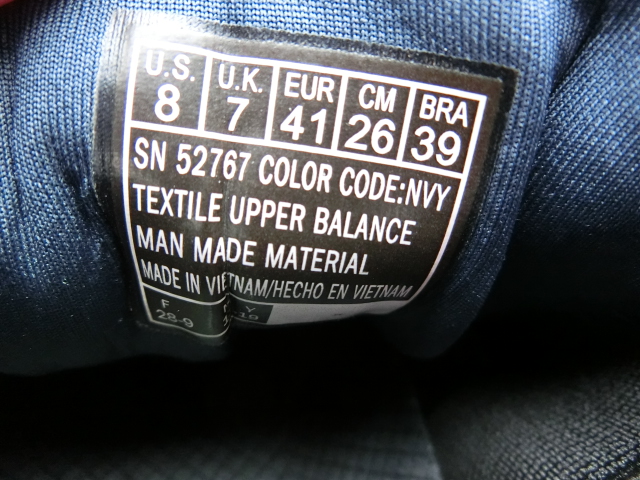 U.S. U.K. EUR CM BRA
8 7 41 26 39
SN 52767 COLOR CODE:NVY
TEXTILE UPPER BALANCE
MAN MADE MATERIAL
MADE IN VIETNAM/HECHO EN VIETNAM
F Y
28-9